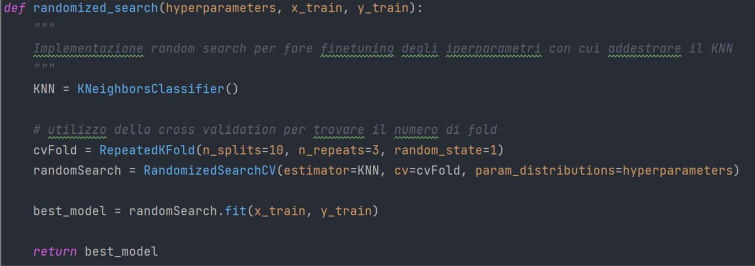 def randomized_search(hyperparameters, x_train, y_train):
    """
    Implementazione random search per fare finetuning degli iperparametri con cui addestrare il KNN
    """
    KNN = KNeighborsClassifier()

    # utilizzo della cross validation per trovare il numero di fold
    cvFold = RepeatedKFold(n_splits=10, n_repeats=3, random_state=1)
    randomSearch = RandomizedSearchCV(estimator=KNN, cv=cvFold, param_distributions=hyperparameters)

    best_model = randomSearch.fit(x_train, y_train)

    return best_model